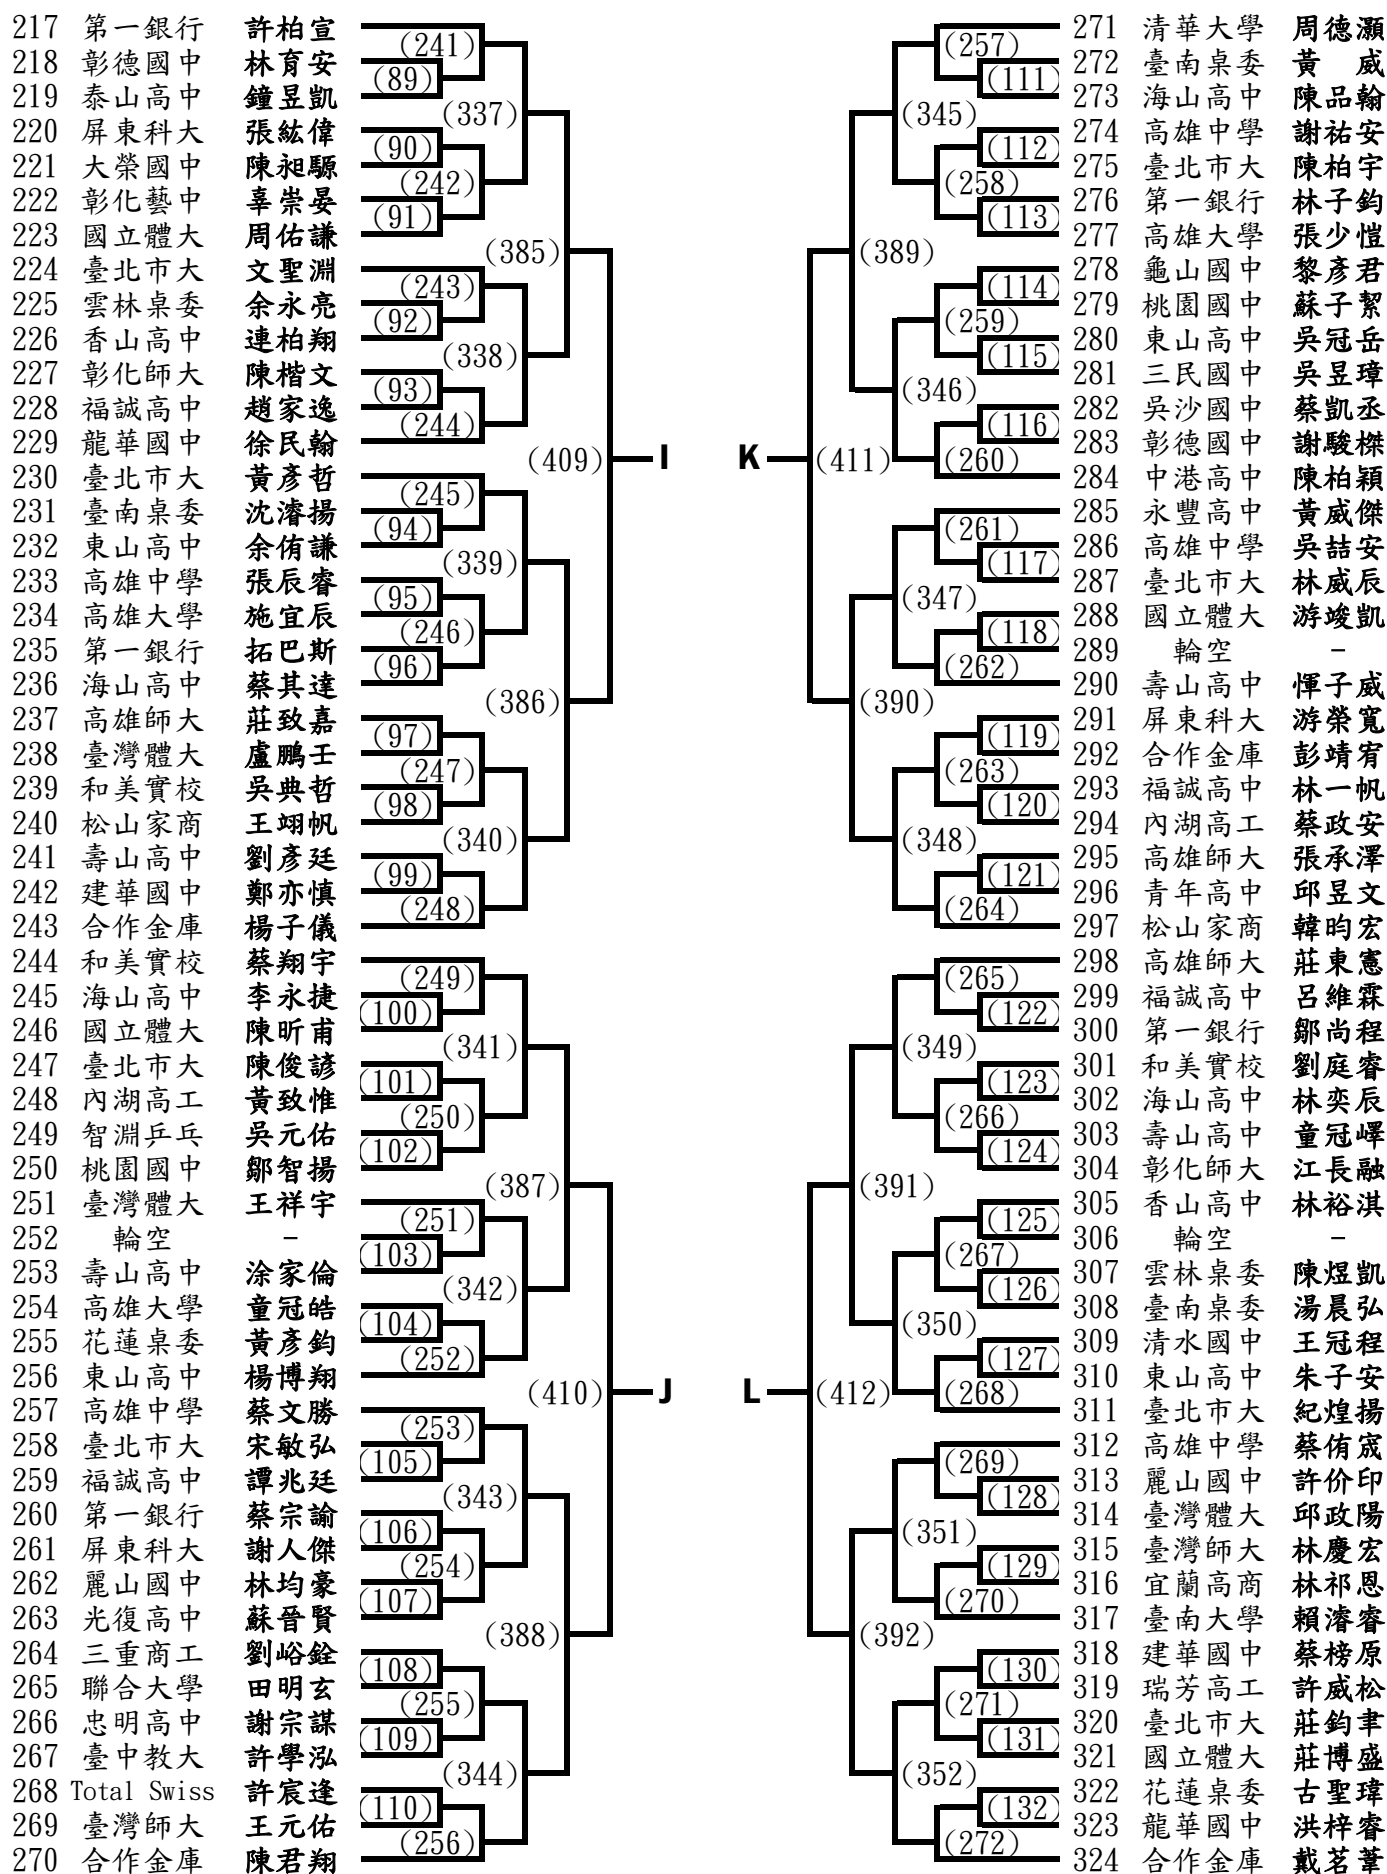 217 第一銀行 許柏宣
218 彰德國中 林育安
219 泰山高中 鐘昱凱
220 屏東科大 張紘偉
221 大榮國中 陳昶騵
222 彰化藝中 辜崇晏
223 國立體大 周佑謙
224 臺北市大 文聖淵
225 雲林桌委 余永亮
226 香山高中 連柏翔
227 彰化師大 陳楷文
228 福誠高中 趙家逸
229 龍華國中 徐民翰
230 臺北市大 黃彥哲
231 臺南桌委 沈濬揚
232 東山高中 余侑謙
233 高雄中學 張辰睿
234 高雄大學 施宜辰
235 第一銀行 拓巴斯
236 海山高中 蔡其達
237 高雄師大 莊致嘉
238 臺灣體大 盧鵬壬
239 和美實校 吳典哲
240 松山家商 王翊帆
241 壽山高中 劉彥廷
242 建華國中 鄭亦慎
243 合作金庫 楊子儀
244 和美實校 蔡翔宇
245 海山高中 李永捷
246 國立體大 陳昕甫
247 臺北市大 陳俊諺
248 內湖高工 黃致惟
249 智淵乒乓 吳元佑
250 桃園國中 鄒智揚
251 臺灣體大 王祥宇
252 輪空 -
253 壽山高中 涂家倫
254 高雄大學 童冠皓
255 花蓮桌委 黃彥鈞
256 東山高中 楊博翔
257 高雄中學 蔡文勝
258 臺北市大 宋敏弘
259 福誠高中 譚兆廷
260 第一銀行 蔡宗諭
261 屏東科大 謝人傑
262 麗山國中 林均豪
263 光復高中 蘇晉賢
264 三重商工 劉峪銓
265 聯合大學 田明玄
266 忠明高中 謝宗謀
267 臺中教大 許學泓
268 Total Swiss 許宸逢
269 臺灣師大 王元佑
270 合作金庫 陳君翔
(241)
(89)
(337)
(90)
(242)
(91)
(385)
(243)
(92)
(338)
(93)
(244)
(409) I
(245)
(94)
(339)
(95)
(246)
(96)
(386)
(97)
(247)
(98)
(340)
(99)
(248)
(249)
(100)
(341)
(101)
(250)
(102)
(387)
(251)
(103)
(342)
(104)
(252)
(410) J
(253)
(105)
(343)
(106)
(254)
(107)
(388)
(108)
(255)
(109)
(344)
(110)
(256)
(257)
(111)
(345)
(112)
(258)
(113)
(389)
(114)
(259)
(115)
(346)
(116)
K (411) (260)
(261)
(117)
(347)
(118)
(262)
(390)
(119)
(263)
(120)
(348)
(121)
(264)
(265)
(122)
(349)
(123)
(266)
(124)
(391)
(125)
(267)
(126)
(350)
(127)
L (412) (268)
(269)
(128)
(351)
(129)
(270)
(392)
(130)
(271)
(131)
(352)
(132)
(272)
271 清華大學 周德灝
272 臺南桌委 黃 威
273 海山高中 陳品翰
274 高雄中學 謝祐安
275 臺北市大 陳柏宇
276 第一銀行 林子鈞
277 高雄大學 張少愷
278 龜山國中 黎彥君
279 桃園國中 蘇子絜
280 東山高中 吳冠岳
281 三民國中 吳昱璋
282 吳沙國中 蔡凱丞
283 彰德國中 謝駿榤
284 中港高中 陳柏穎
285 永豐高中 黃威傑
286 高雄中學 吳喆安
287 臺北市大 林威辰
288 國立體大 游竣凱
289 輪空 -
290 壽山高中 惲子威
291 屏東科大 游榮寬
292 合作金庫 彭靖宥
293 福誠高中 林一帆
294 內湖高工 蔡政安
295 高雄師大 張承澤
296 青年高中 邱昱文
297 松山家商 韓昀宏
298 高雄師大 莊東憲
299 福誠高中 呂維霖
300 第一銀行 鄒尚程
301 和美實校 劉庭睿
302 海山高中 林奕辰
303 壽山高中 童冠嶧
304 彰化師大 江長融
305 香山高中 林裕淇
306 輪空 -
307 雲林桌委 陳煜凱
308 臺南桌委 湯晨弘
309 清水國中 王冠程
310 東山高中 朱子安
311 臺北市大 紀煌揚
312 高雄中學 蔡侑宬
313 麗山國中 許价印
314 臺灣體大 邱政陽
315 臺灣師大 林慶宏
316 宜蘭高商 林祁恩
317 臺南大學 賴濬睿
318 建華國中 蔡榜原
319 瑞芳高工 許威松
320 臺北市大 莊鈞聿
321 國立體大 莊博盛
322 花蓮桌委 古聖瑋
323 龍華國中 洪梓睿
324 合作金庫 戴茗葦